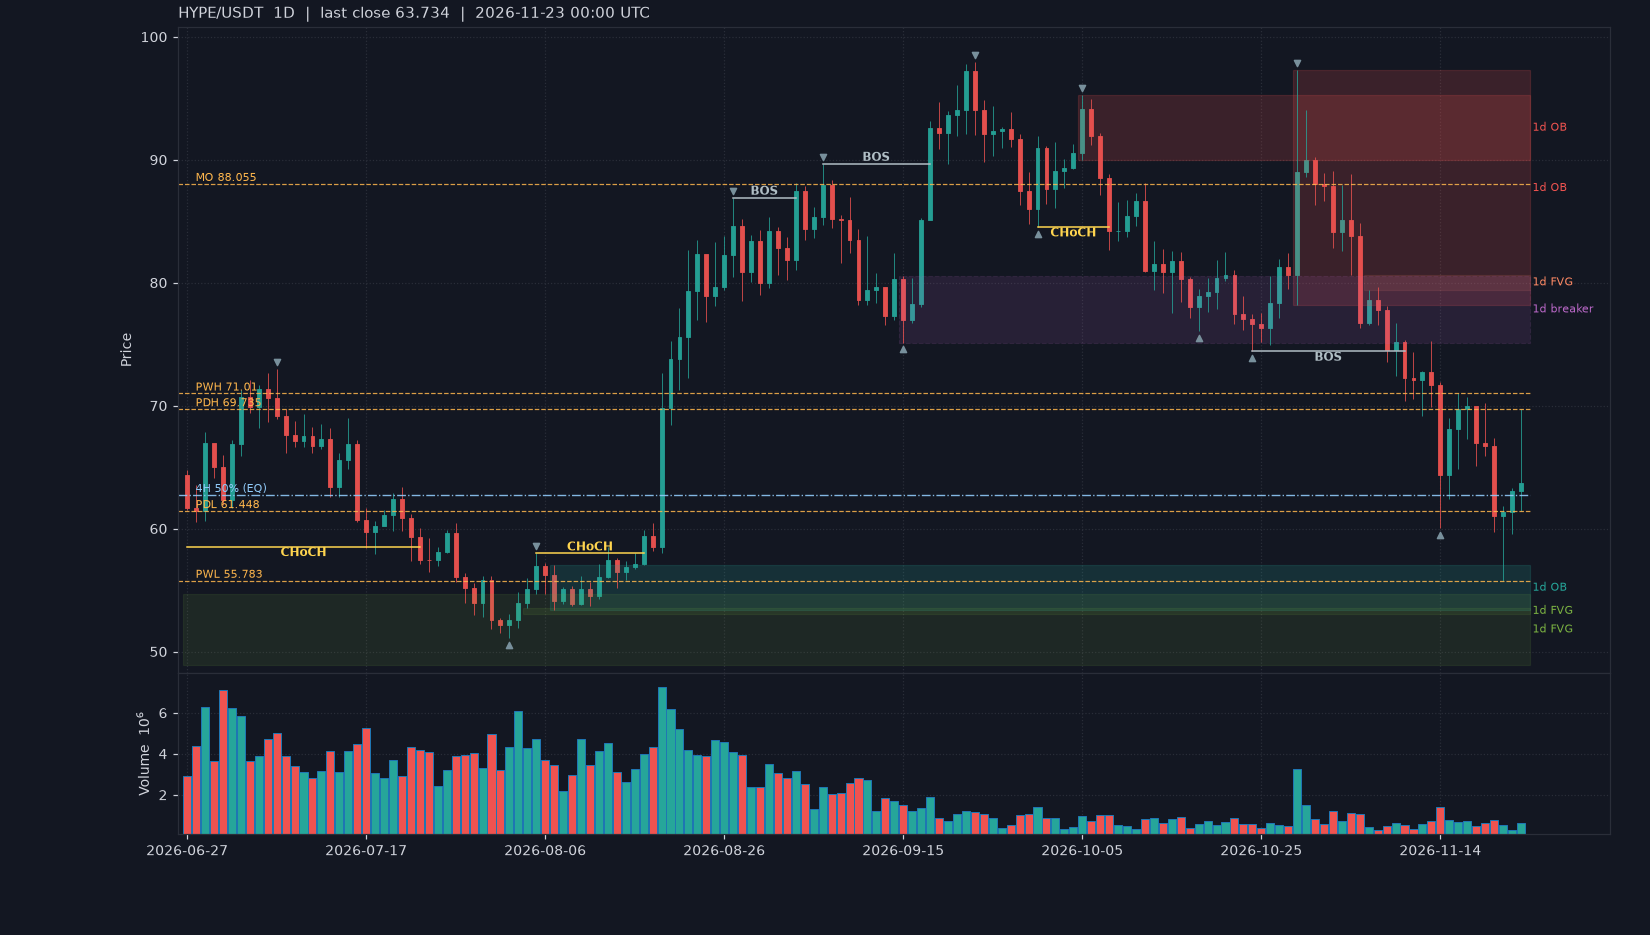 HYPE/USDT 1D | last close 63.734 | 2026-11-23 00:00 UTC
100
90
80
70
60
50
Price
MO 88.055
PWH 71.01
PDH 69.735
4H 50% (EQ)
PDL 61.448
PWL 55.783
CHoCH
CHoCH
BOS
BOS
CHoCH
BOS
1d OB
1d OB
1d FVG
1d breaker
1d OB
1d FVG
1d FVG
6
4
2
Volume 10⁶
2026-06-27
2026-07-17
2026-08-06
2026-08-26
2026-09-15
2026-10-05
2026-10-25
2026-11-14